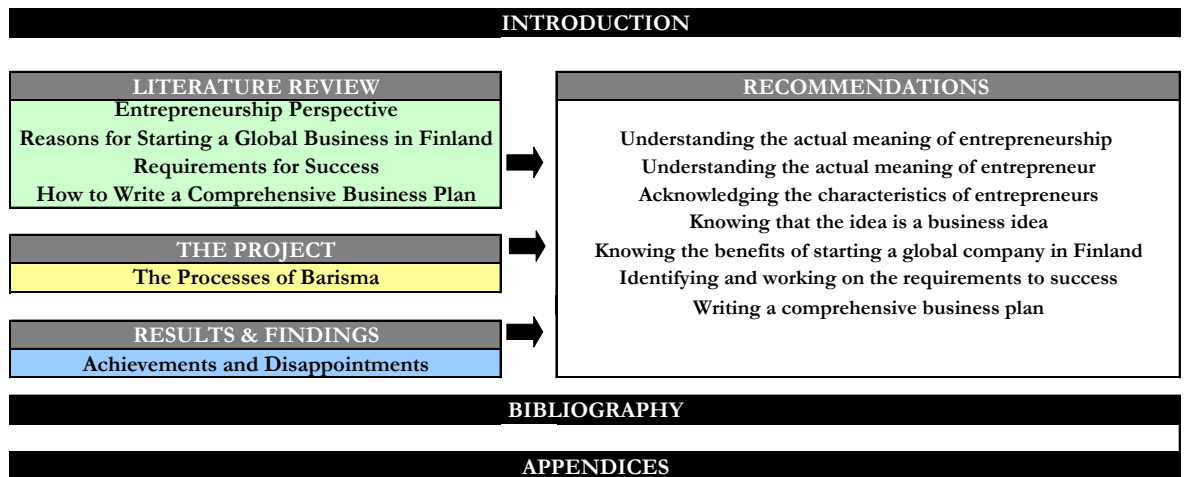 INTRODUCTION
LITERATURE REVIEW
Entrepreneurship Perspective
Reasons for Starting a Global Business in Finland
Requirements for Success
How to Write a Comprehensive Business Plan
THE PROJECT
The Processes of Barisma
RESULTS & FINDINGS
Achievements and Disappointments
RECOMMENDATIONS
Understanding the actual meaning of entrepreneurship
Understanding the actual meaning of entrepreneur
Acknowledging the characteristics of entrepreneurs
Knowing that the idea is a business idea
Knowing the benefits of starting a global company in Finland
Identifying and working on the requirements to success
Writing a comprehensive business plan
BIBLIOGRAPHY
APPENDICES